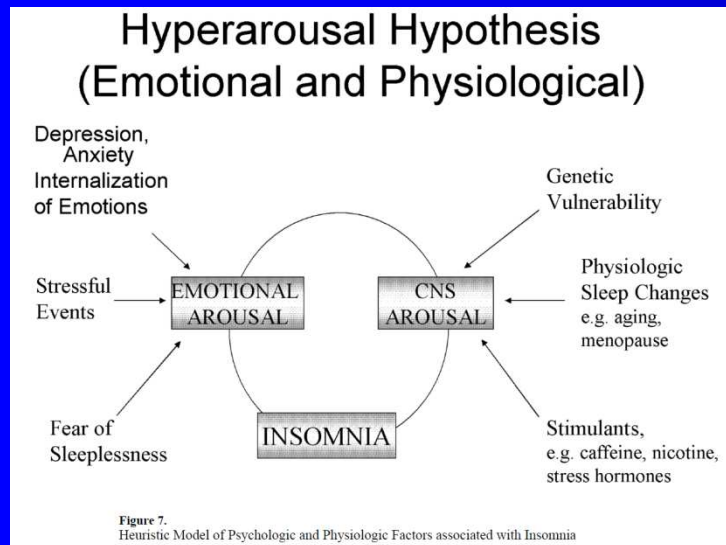 Hyperarousal Hypothesis
(Emotional and Physiological)
Depression,
Anxiety
Internalization
of Emotions
Stressful
Events
Fear of
Sleeplessness
EMOTIONAL
AROUSAL
CNS
AROUSAL
INSOMNIA
Genetic
Vulnerability
Physiologic
Sleep Changes
e.g. aging,
menopause
Stimulants,
e.g. caffeine, nicotine,
stress hormones
Figure 7.
Heuristic Model of Psychologic and Physiologic Factors associated with Insomnia